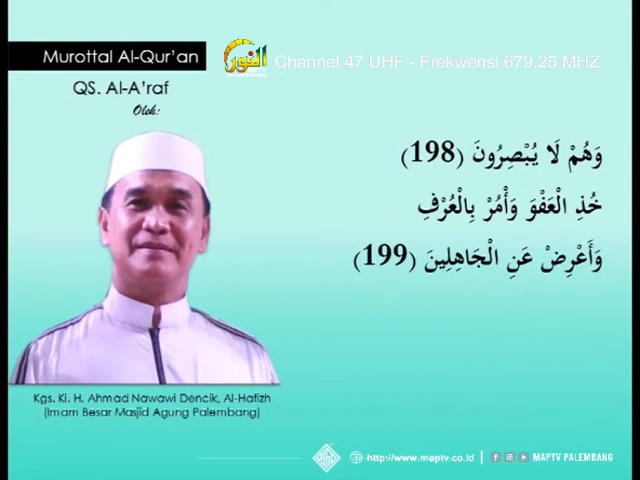 Murottal Al-Qur'an
QS. Al-A'raf
Oleh:
النور
Channel 47 UHF - Frekwensi 679.25 MHZ
وَهُمْ لَا يُبْصِرُونَ (198)
خُذِ الْعَفْوَ وَأْمُرْ بِالْعُرْفِ
وَأَعْرِضْ عَنِ الْجَاهِلِينَ (199)
Kgs. Ki. H. Ahmad Nawawi Dencik, Al-Hafizh
(Imam Besar Masjid Agung Palembang)
http://www.maptv.co.id
MAPTV PALEMBANG